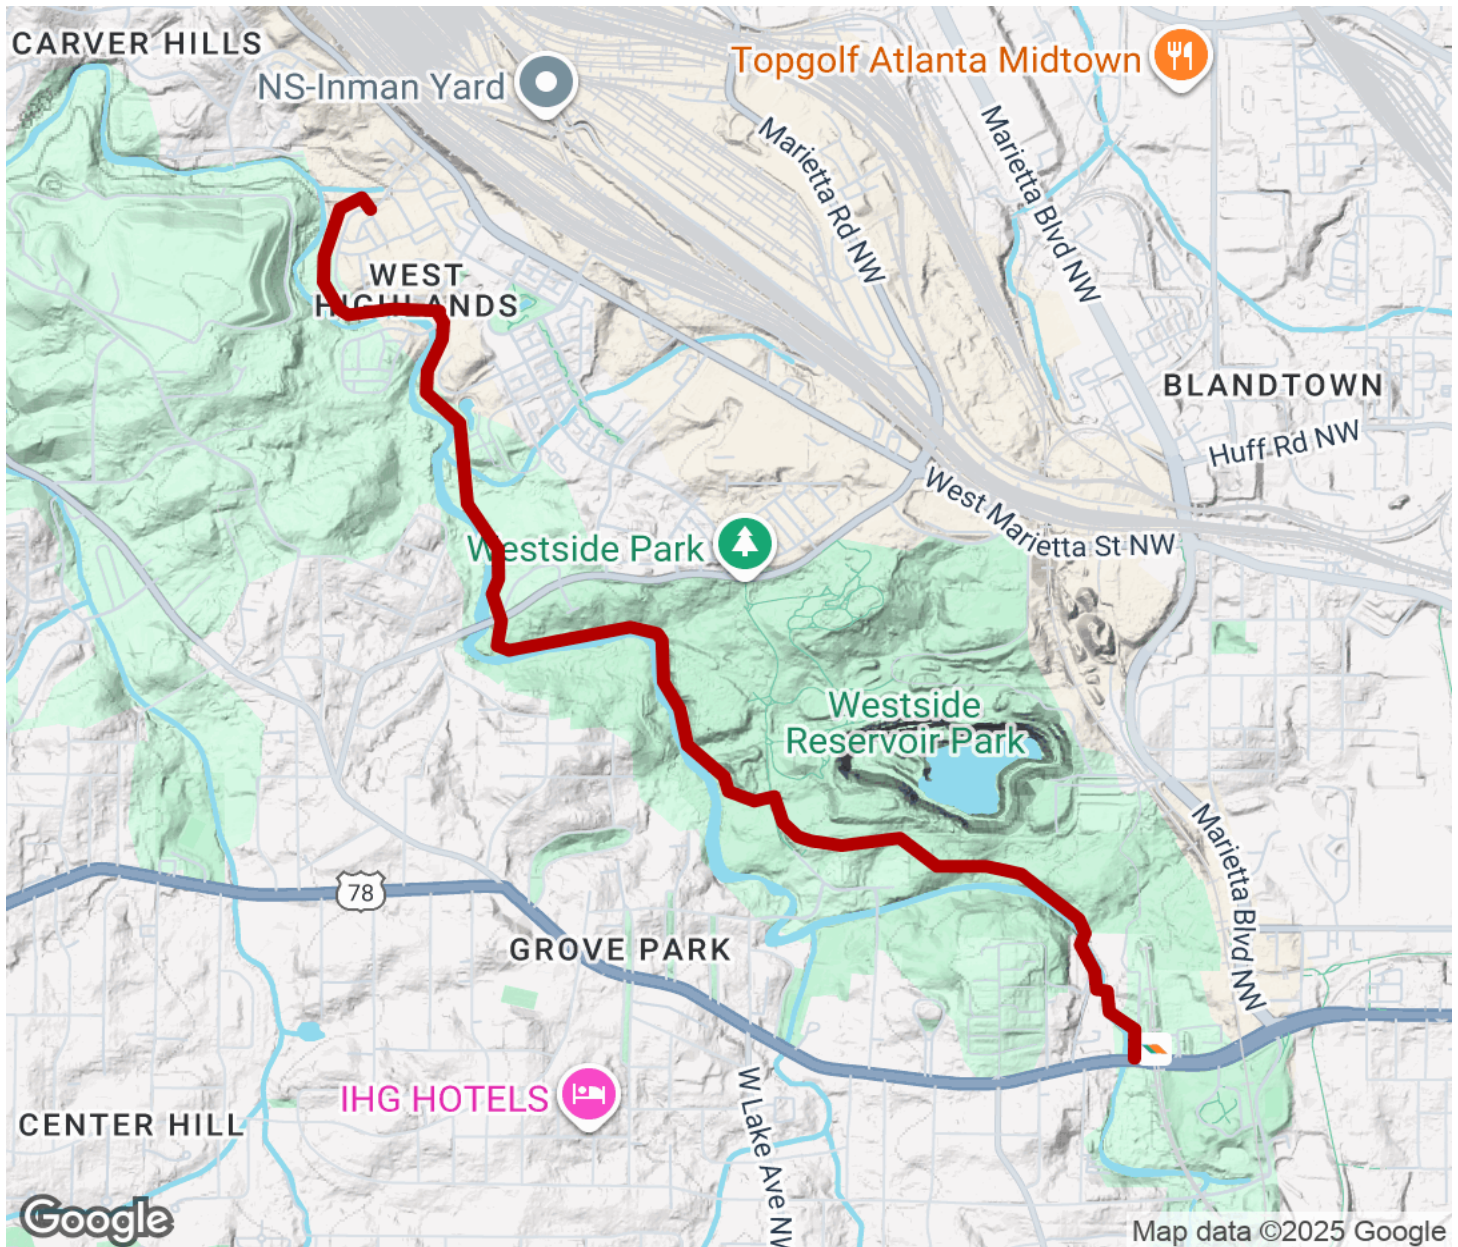 CARVER HILLS
NS-Inman Yard
Topgolf Atlanta Midtown
Marietta Rd NW
Marietta Blvd NW
WEST
HIGHLANDS
BLANDTOWN
Huff Rd NW
West Marietta St NW
Westside Park
Westside
Reservoir Park
Marietta Blvd NW
78
GROVE PARK
IHG HOTELS
W Lake Ave NW
CENTER HILL
Google
Map data ©2025 Google